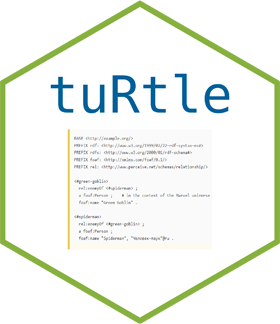 tuRtle
BASE <http://example.org/>
PREFIX rdf: <http://www.w3.org/1999/02/22-rdf-syntax-ns#>
PREFIX rdfs: <http://www.w3.org/2000/01/rdf-schema#>
PREFIX foaf: <http://xmlns.com/foaf/0.1/>
PREFIX rel: <http://www.perceive.net/schemas/relationship/>
<#green-goblin>
rel:enemyOf <#spiderman> ;
a foaf:Person ; # in the context of the Marvel universe
foaf:name "Green Goblin" .
<#spiderman>
rel:enemyOf <#green-goblin> ;
a foaf:Person ;
foaf:name "Spiderman",